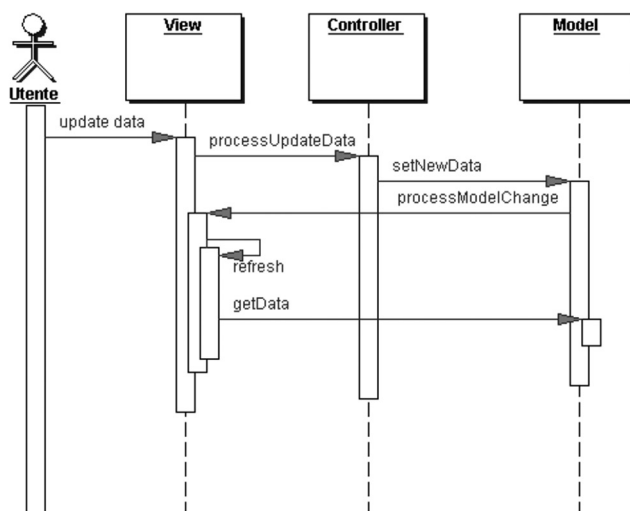 View
Controller
Model
Utente
update data
processUpdateData
setNewData
processModelChange
refresh
getData